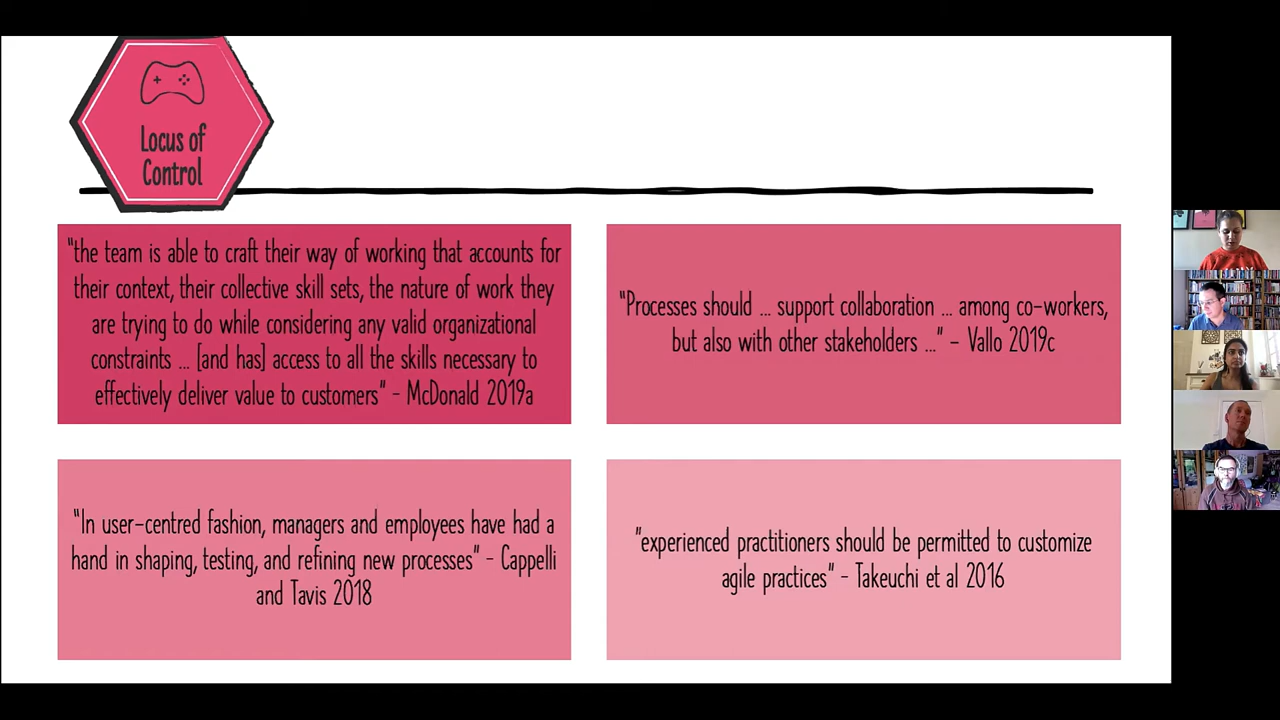 Locus of
Control
"the team is able to craft their way of working that accounts for
their context, their collective skill sets, the nature of work they
are trying to do while considering any valid organizational
constraints ... [and has] access to all the skills necessary to
effectively deliver value to customers" - McDonald 2019a
"Processes should ... support collaboration ... among co-workers,
but also with other stakeholders ..." - Vallo 2019c
"In user-centred fashion, managers and employees have had a
hand in shaping, testing, and refining new processes" - Cappelli
and Tavis 2018
"experienced practitioners should be permitted to customize
agile practices" - Takeuchi et al 2016